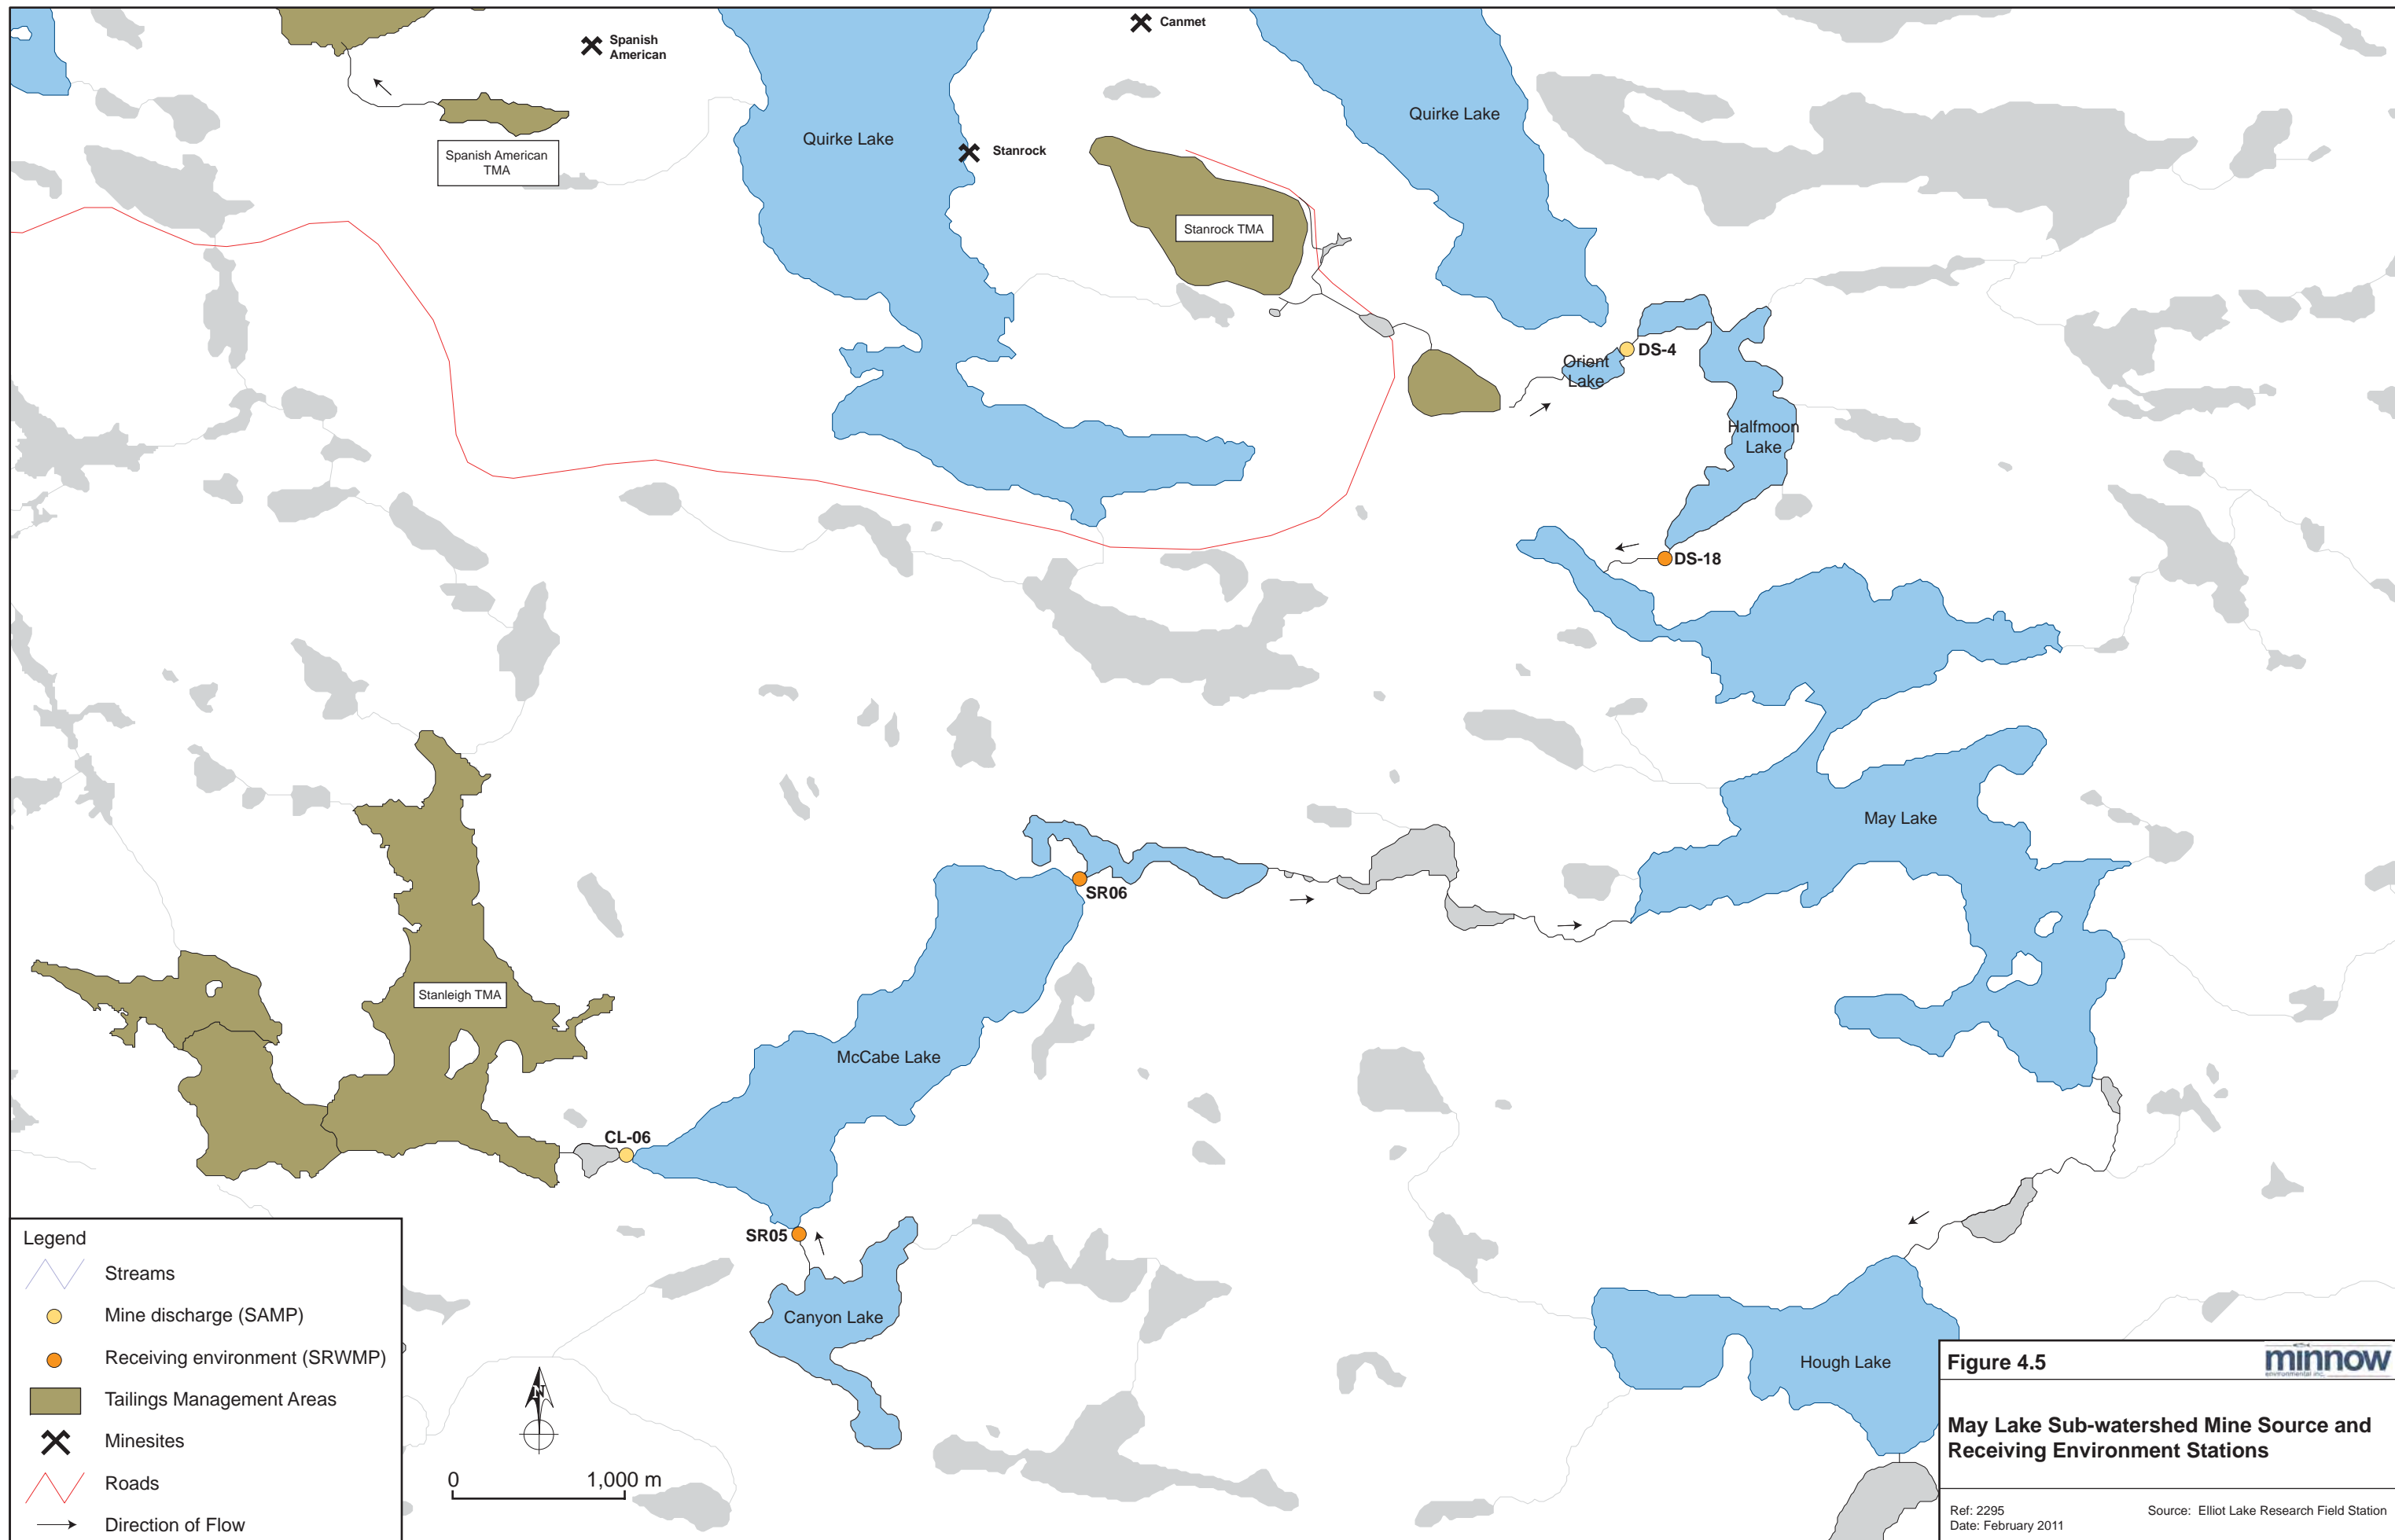 Canmet
Spanish
American
Quirke Lake
Quirke Lake
Stanrock
Spanish American
TMA
Stanrock TMA
DS-4
Orient
Lake
Halfmoon
Lake
DS-18
May Lake
SR06
Stanleigh TMA
McCabe Lake
CL-06
SR05
Canyon Lake
Hough Lake
Legend
Streams
Mine discharge (SAMP)
Receiving environment (SRWMP)
Tailings Management Areas
Minesites
Roads
Direction of Flow
N
0 1,000 m
Figure 4.5
minnow
environmental inc.
May Lake Sub-watershed Mine Source and
Receiving Environment Stations
Ref: 2295 Source: Elliot Lake Research Field Station
Date: February 2011